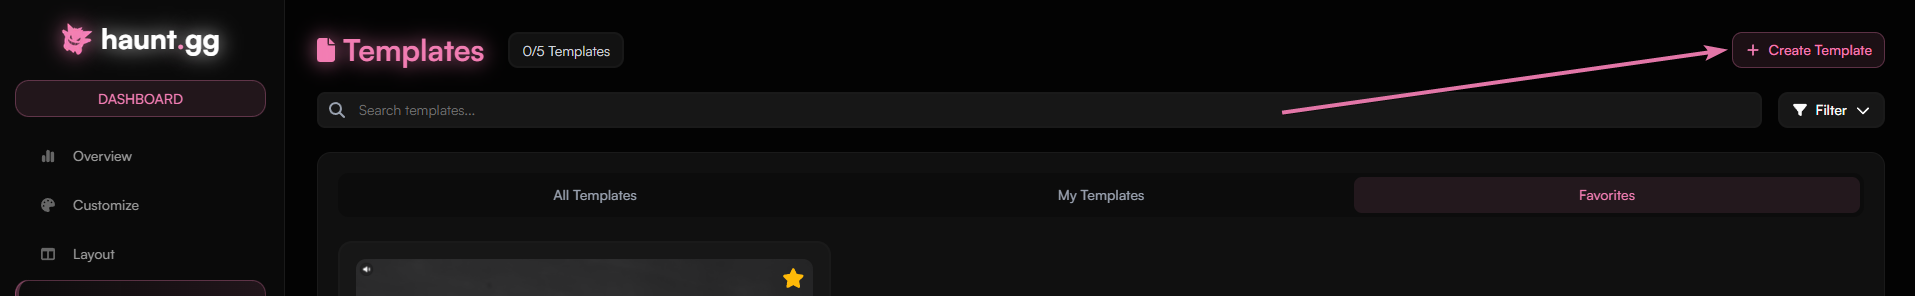 haunt.gg
DASHBOARD
Overview
Customize
Layout
Templates
0/5 Templates
+ Create Template
Search templates...
Filter
All Templates
My Templates
Favorites